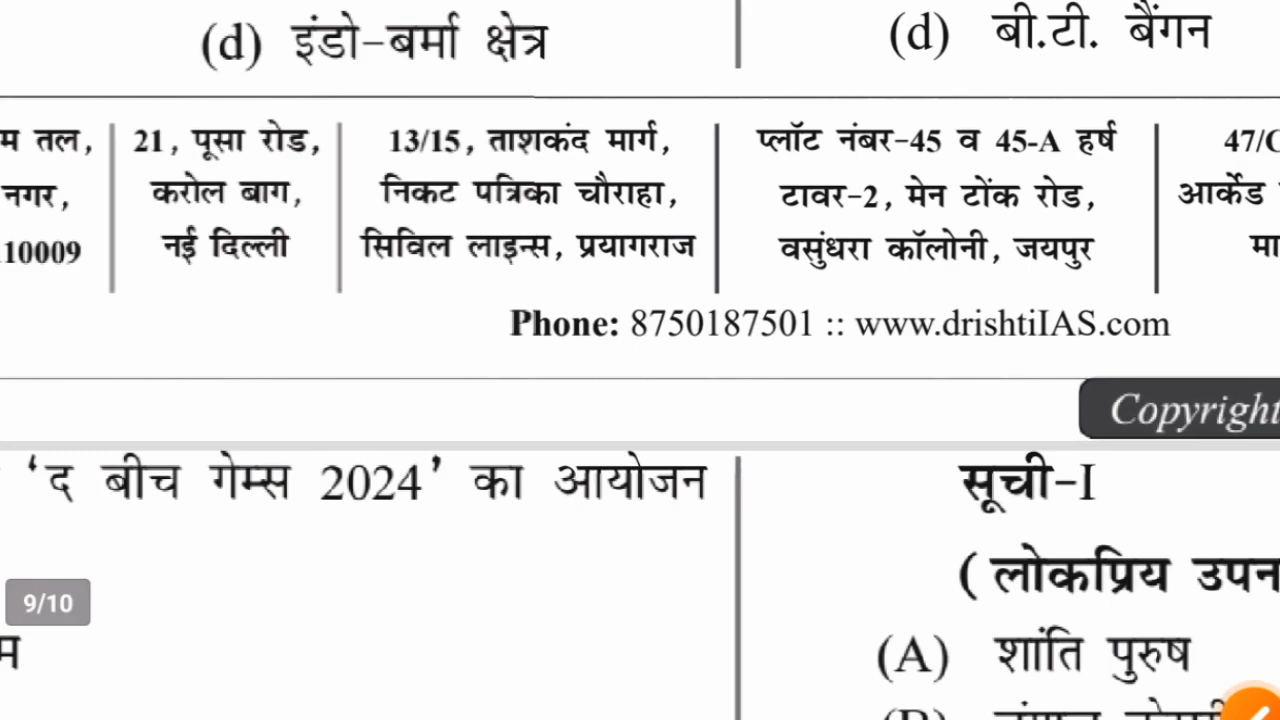 (d) इंडो-बर्मा क्षेत्र
(d) बी.टी. बैंगन
म तल,
नगर,
10009
21, पूसा रोड,
करोल बाग,
नई दिल्ली
13/15, ताशकंद मार्ग,
निकट पत्रिका चौराहा,
सिविल लाइन्स, प्रयागराज
प्लॉट नंबर-45 व 45-A हर्ष
टावर-2, मेन टोंक रोड,
वसुंधरा कॉलोनी, जयपुर
47/C
आर्केड
मा
Phone: 8750187501 :: www.drishtiIAS.com
Copyright
‘द बीच गेम्स 2024’ का आयोजन
9/10
म
सूची-I
(लोकप्रिय उपन
(A) शांति पुरुष